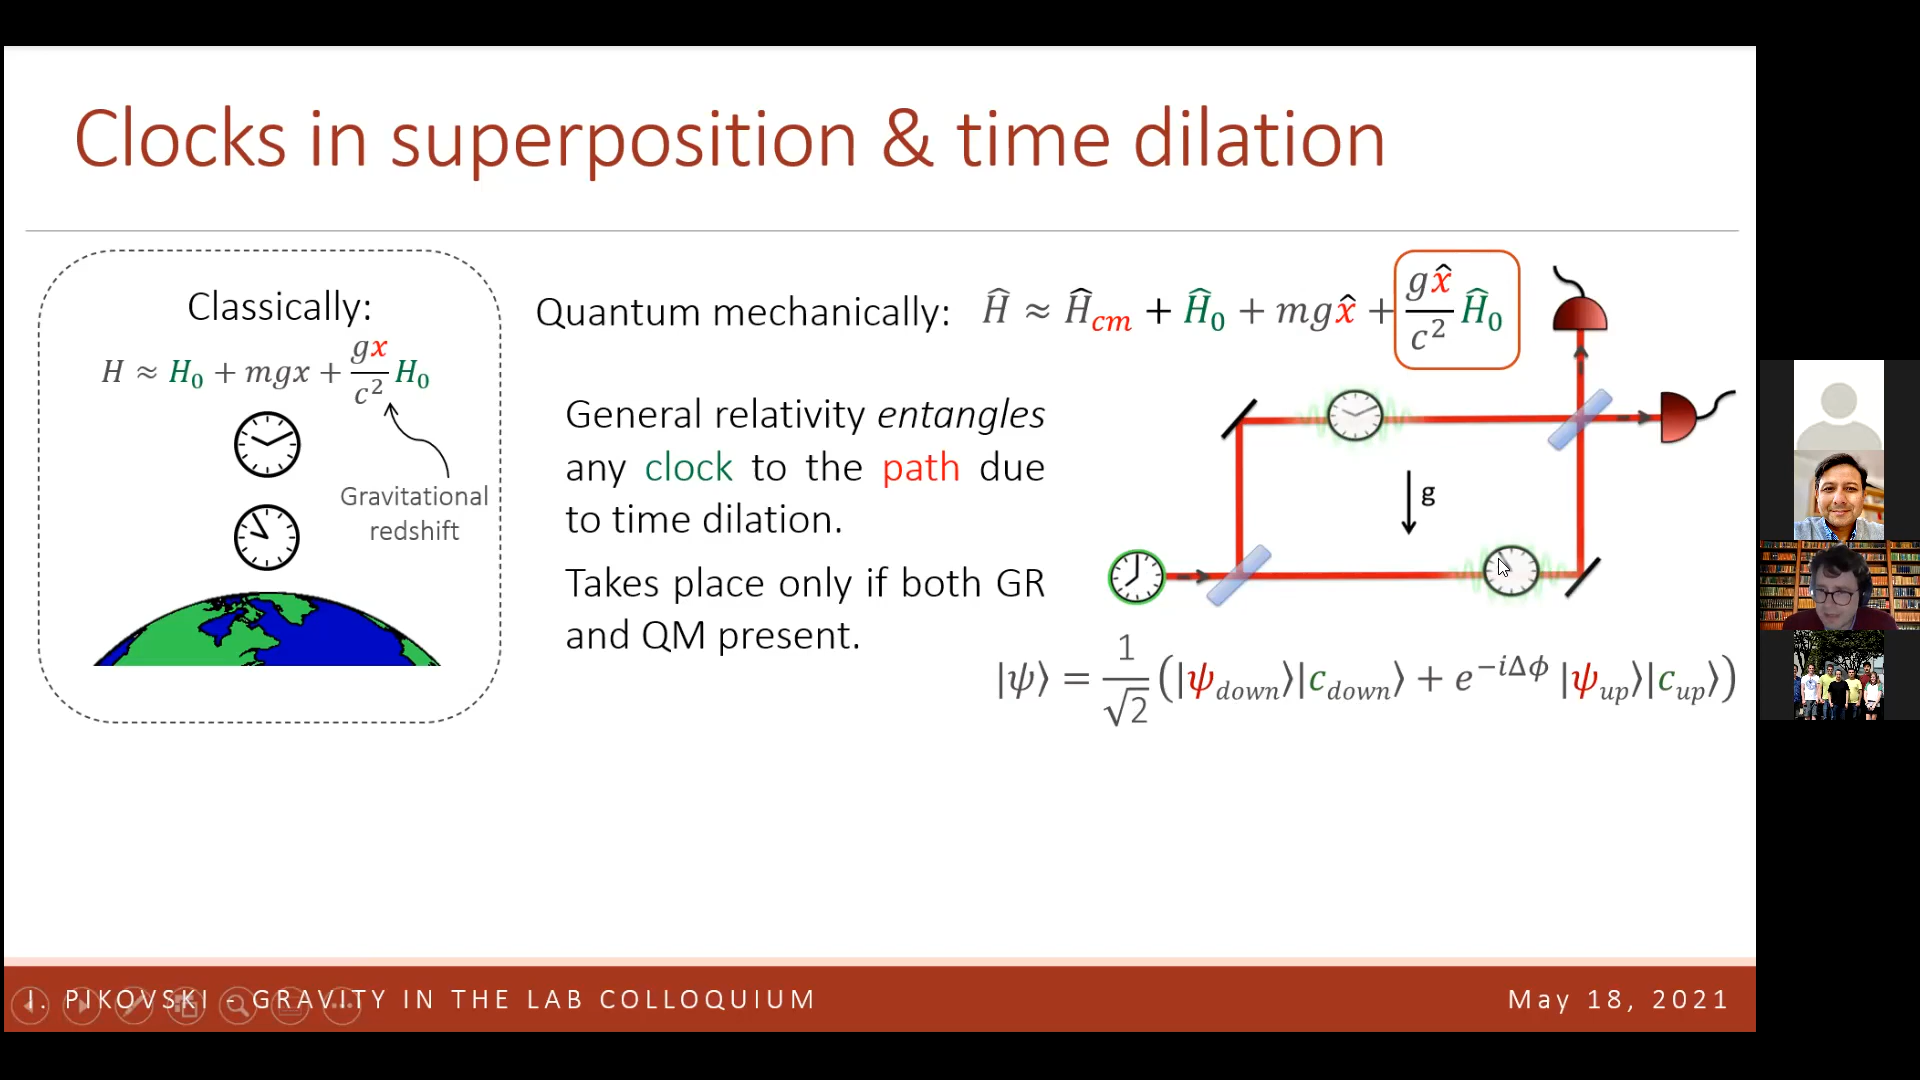 Clocks in superposition & time dilation
Classically:
H ≈ H₀ + mgx + gx/c² H₀
Gravitational
redshift
Quantum mechanically: Ĥ ≈ Ĥ_cm + Ĥ₀ + mgx̂ + gx̂/c² Ĥ₀
General relativity entangles
any clock to the path due
to time dilation.
Takes place only if both GR
and QM present.
g
|ψ⟩ = 1/√2 (|ψ_down⟩|c_down⟩ + e^{−iΔϕ} |ψ_up⟩|c_up⟩)
I. PIKOVSKI - GRAVITY IN THE LAB COLLOQUIUM
May 18, 2021